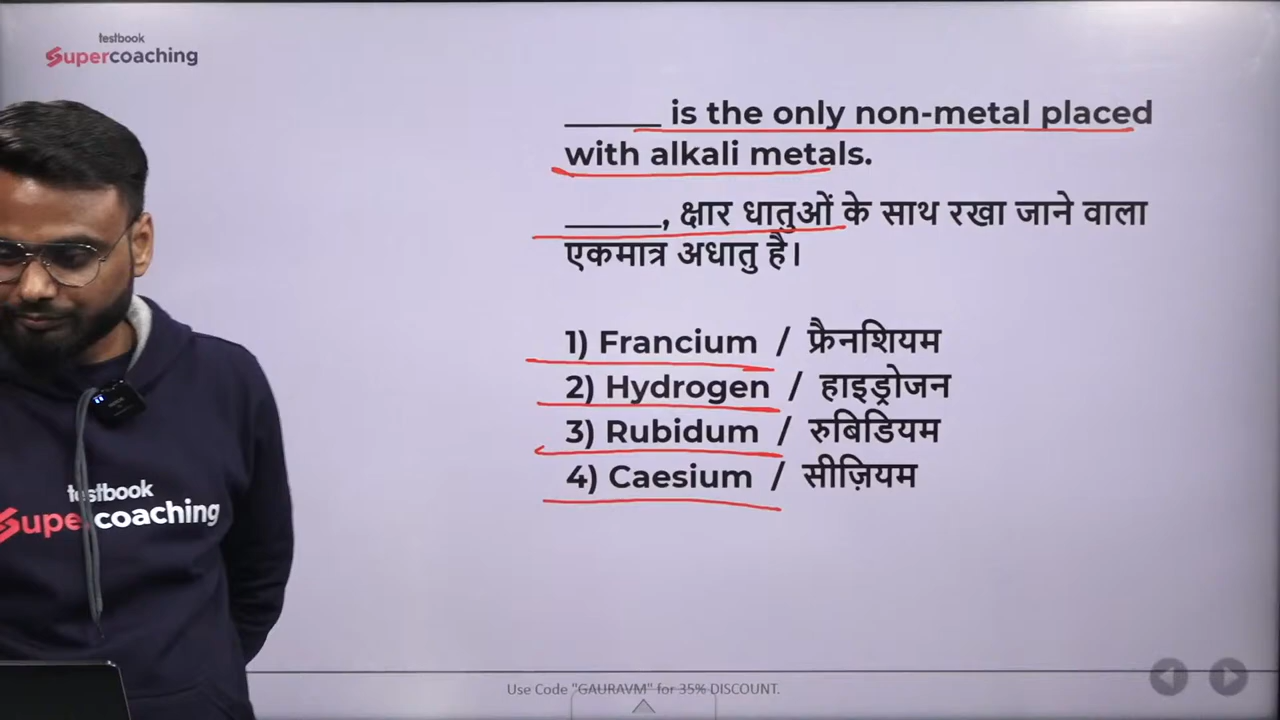 testbook
Supercoaching
______ is the only non-metal placed
with alkali metals.
______, क्षार धातुओं के साथ रखा जाने वाला
एकमात्र अधातु है।
1) Francium / फ्रैनशियम
2) Hydrogen / हाइड्रोजन
3) Rubidum / रुबिडियम
4) Caesium / सीज़ियम
testbook
Supercoaching
Use Code "GAURAVM" for 35% DISCOUNT.